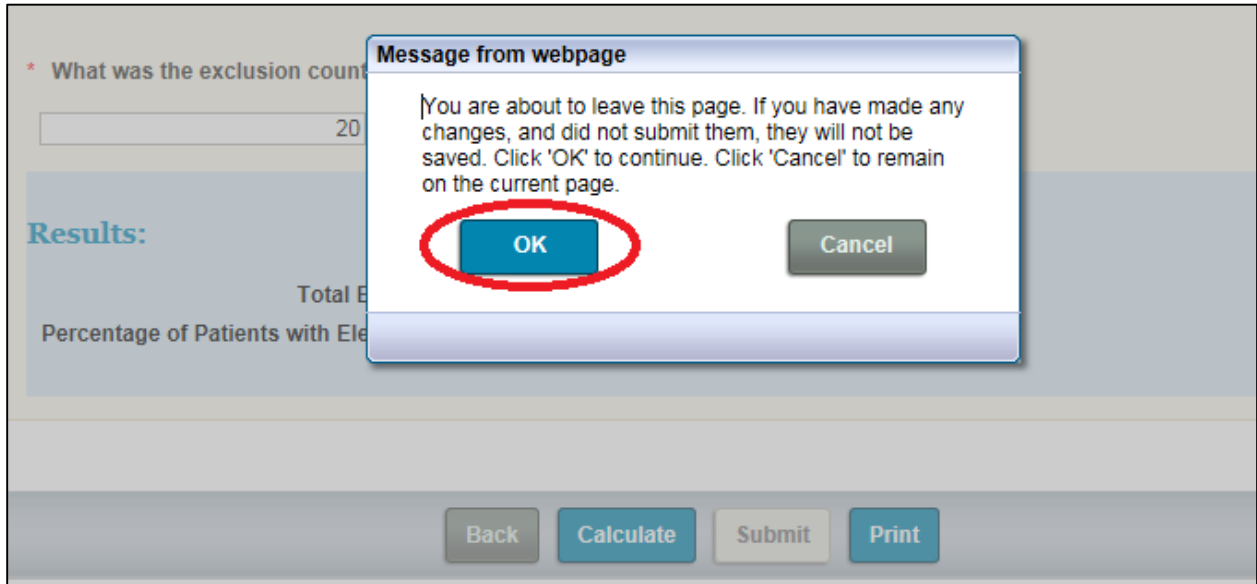 Message from webpage
* What was the exclusion count
You are about to leave this page. If you have made any
changes, and did not submit them, they will not be
saved. Click 'OK' to continue. Click 'Cancel' to remain
on the current page.
20
OK
Cancel
Results:
Total E
Percentage of Patients with Ele
Back
Calculate
Submit
Print